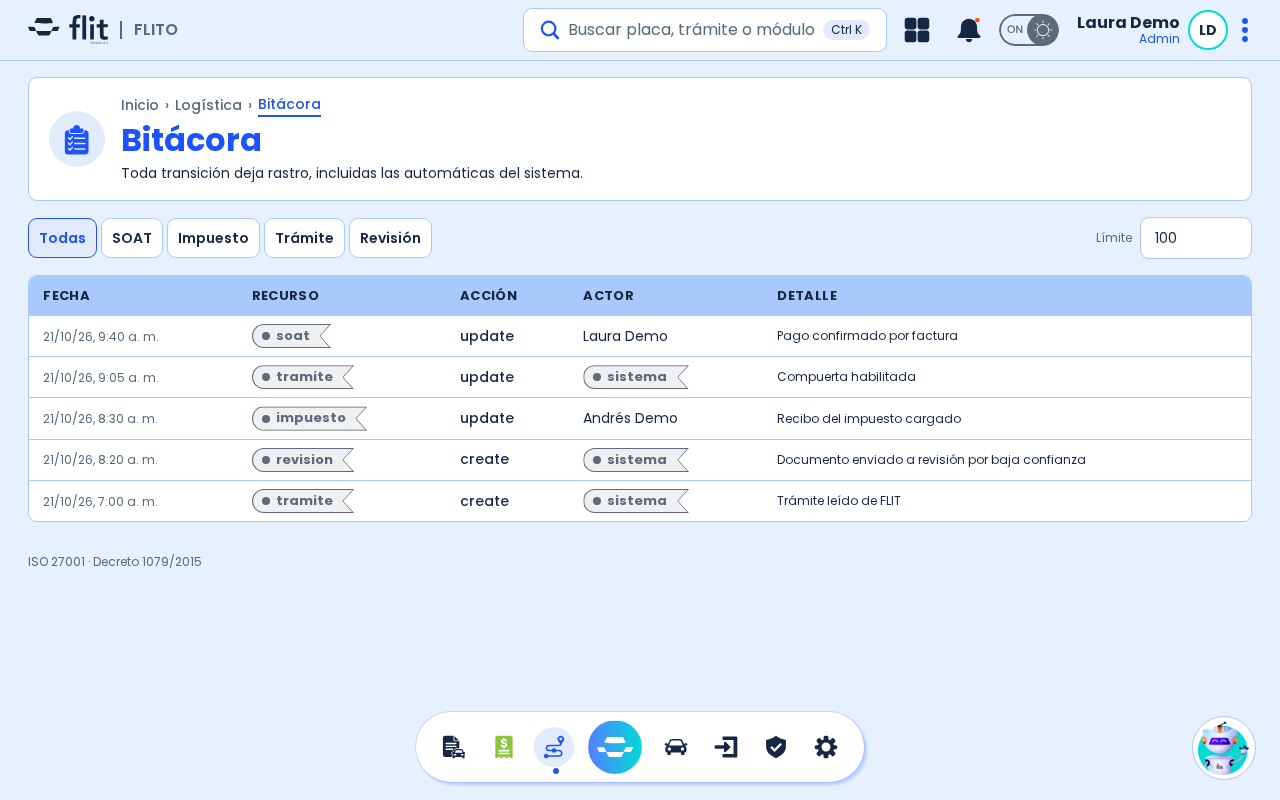 flit | FLITO
Buscar placa, trámite o módulo Ctrl K
ON
Laura Demo
Admin
LD
Inicio › Logística › Bitácora
Bitácora
Toda transición deja rastro, incluidas las automáticas del sistema.
Todas SOAT Impuesto Trámite Revisión Límite 100
FECHA RECURSO ACCIÓN ACTOR DETALLE
21/10/26, 9:40 a. m. soat update Laura Demo Pago confirmado por factura
21/10/26, 9:05 a. m. tramite update sistema Compuerta habilitada
21/10/26, 8:30 a. m. impuesto update Andrés Demo Recibo del impuesto cargado
21/10/26, 8:20 a. m. revision create sistema Documento enviado a revisión por baja confianza
21/10/26, 7:00 a. m. tramite create sistema Trámite leído de FLIT
ISO 27001 · Decreto 1079/2015